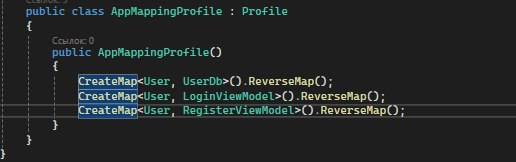 public class AppMappingProfile : Profile
{
Ссылок: 0
public AppMappingProfile()
{
CreateMap<User, UserDb>().ReverseMap();
CreateMap<User, LoginViewModel>().ReverseMap();
CreateMap<User, RegisterViewModel>().ReverseMap();
}
}
}